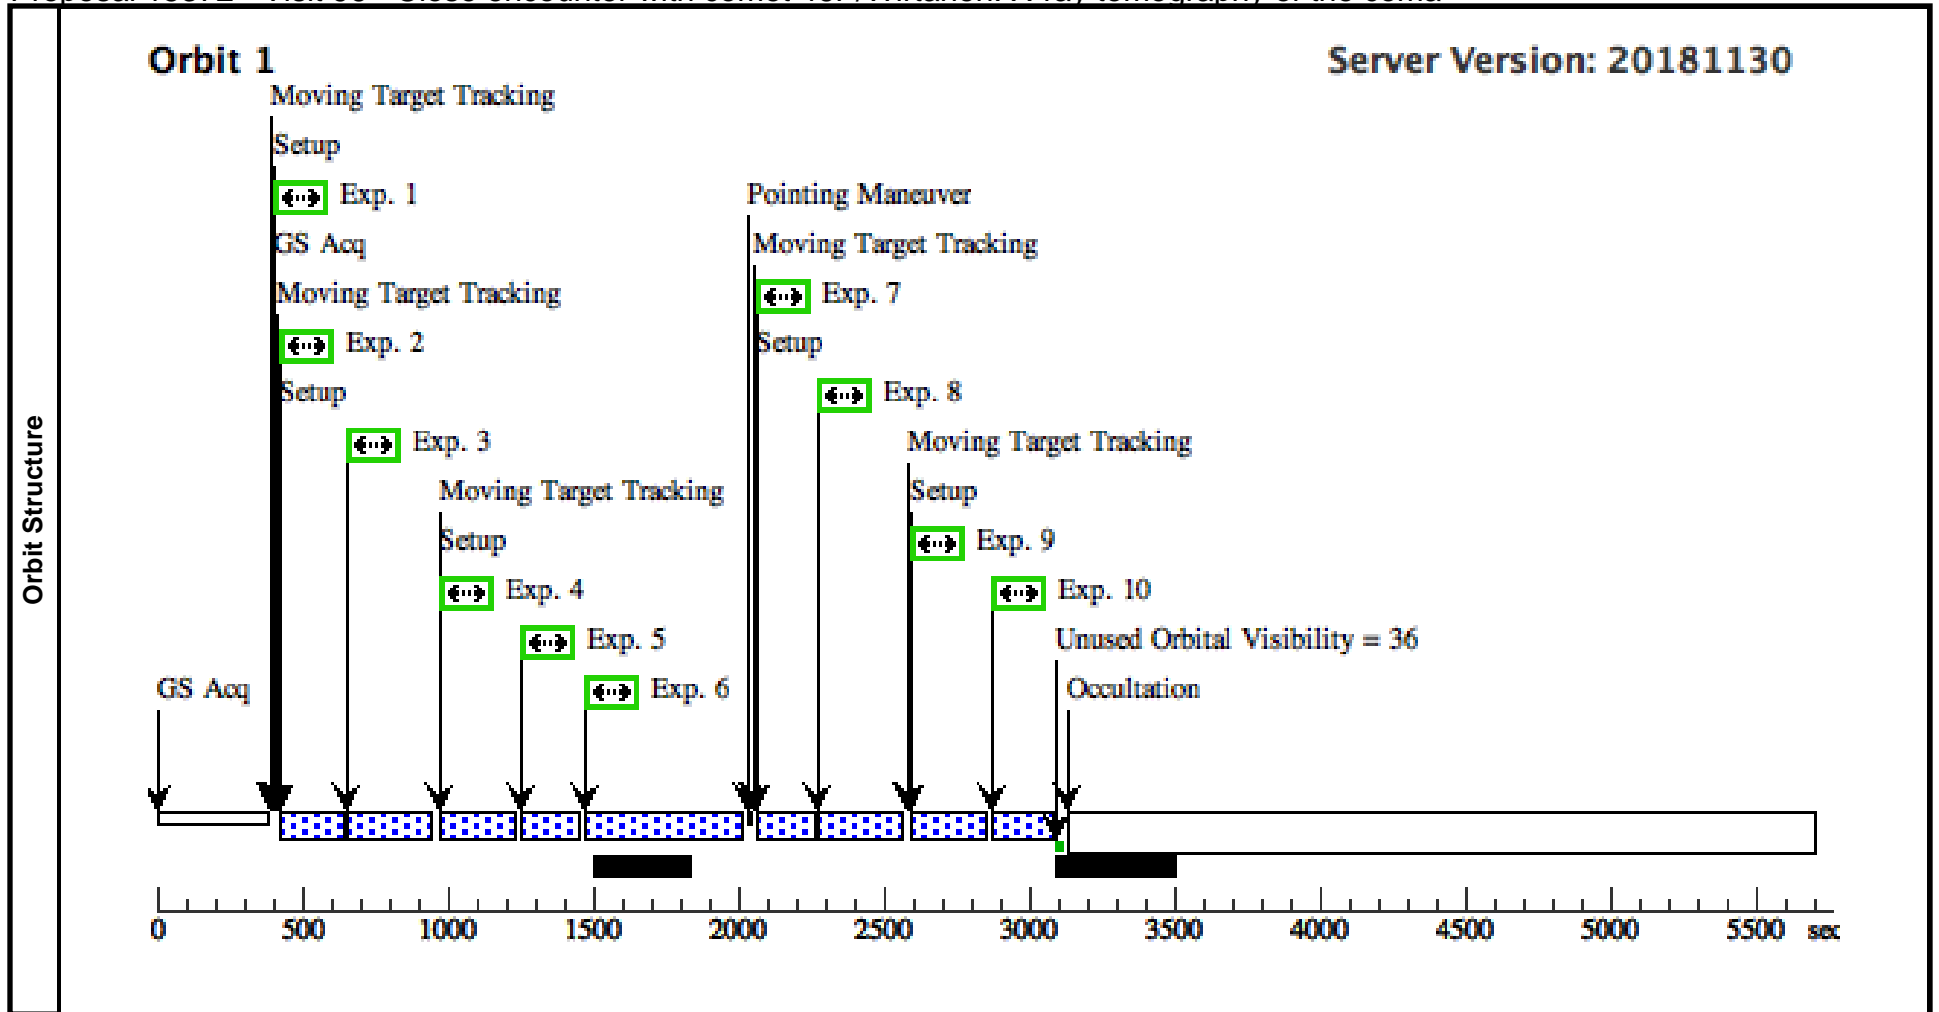 Orbit 1
Server Version: 20181130
Moving Target Tracking
Setup
Exp. 1
Pointing Maneuver
GS Acq
Moving Target Tracking
Moving Target Tracking
Exp. 7
Exp. 2
Setup
Setup
Exp. 8
Exp. 3
Moving Target Tracking
Moving Target Tracking
Setup
Setup
Exp. 9
Exp. 4
Exp. 10
Exp. 5
Unused Orbital Visibility = 36
GS Acq
Exp. 6
Occultation
Orbit Structure
0 500 1000 1500 2000 2500 3000 3500 4000 4500 5000 5500 sec